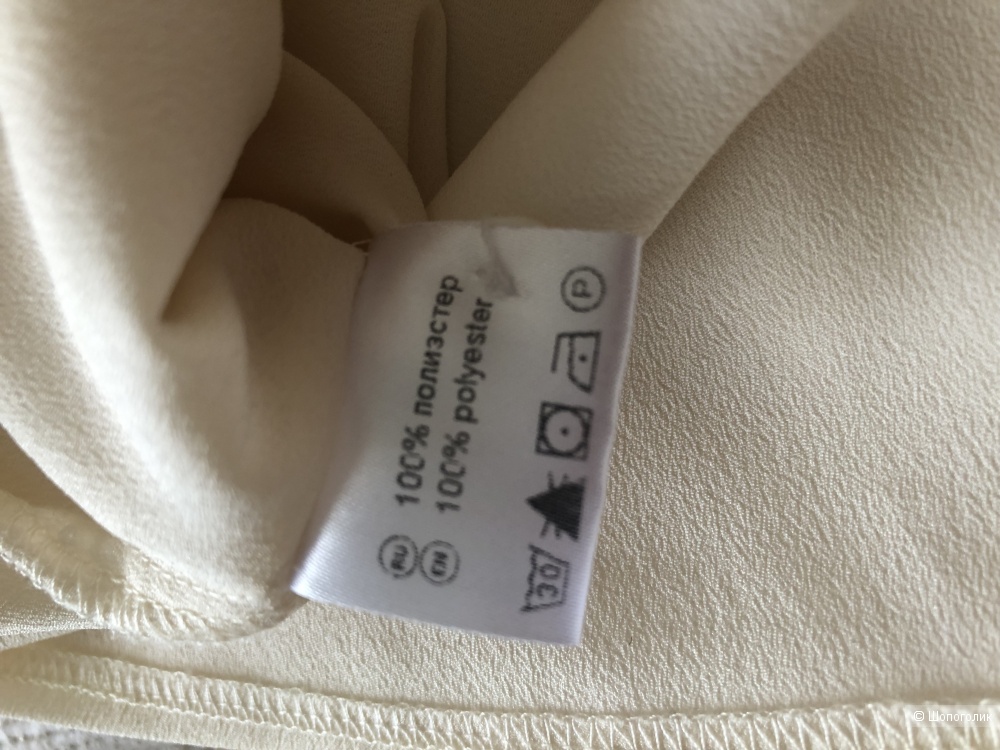 RU 100% полиэстер
EN 100% polyester
30
P
© Шопоголик